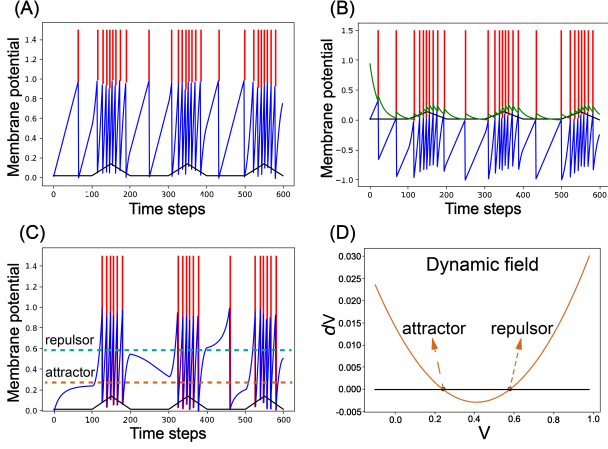 (A)
Membrane potential
1.4
1.2
1.0
0.8
0.6
0.4
0.2
0.0
0 100 200 300 400 500 600
Time steps
(B)
Membrane potential
1.5
1.0
0.5
0.0
−0.5
−1.0
0 100 200 300 400 500 600
Time steps
(C)
Membrane potential
1.4
1.2
1.0
0.8
0.6
0.4
0.2
0.0
repulsor
attractor
0 100 200 300 400 500 600
Time steps
(D)
Dynamic field
dV
0.030
0.025
0.020
0.015
0.010
0.005
0.000
-0.005
attractor repulsor
0.0 0.2 0.4 0.6 0.8 1.0
V